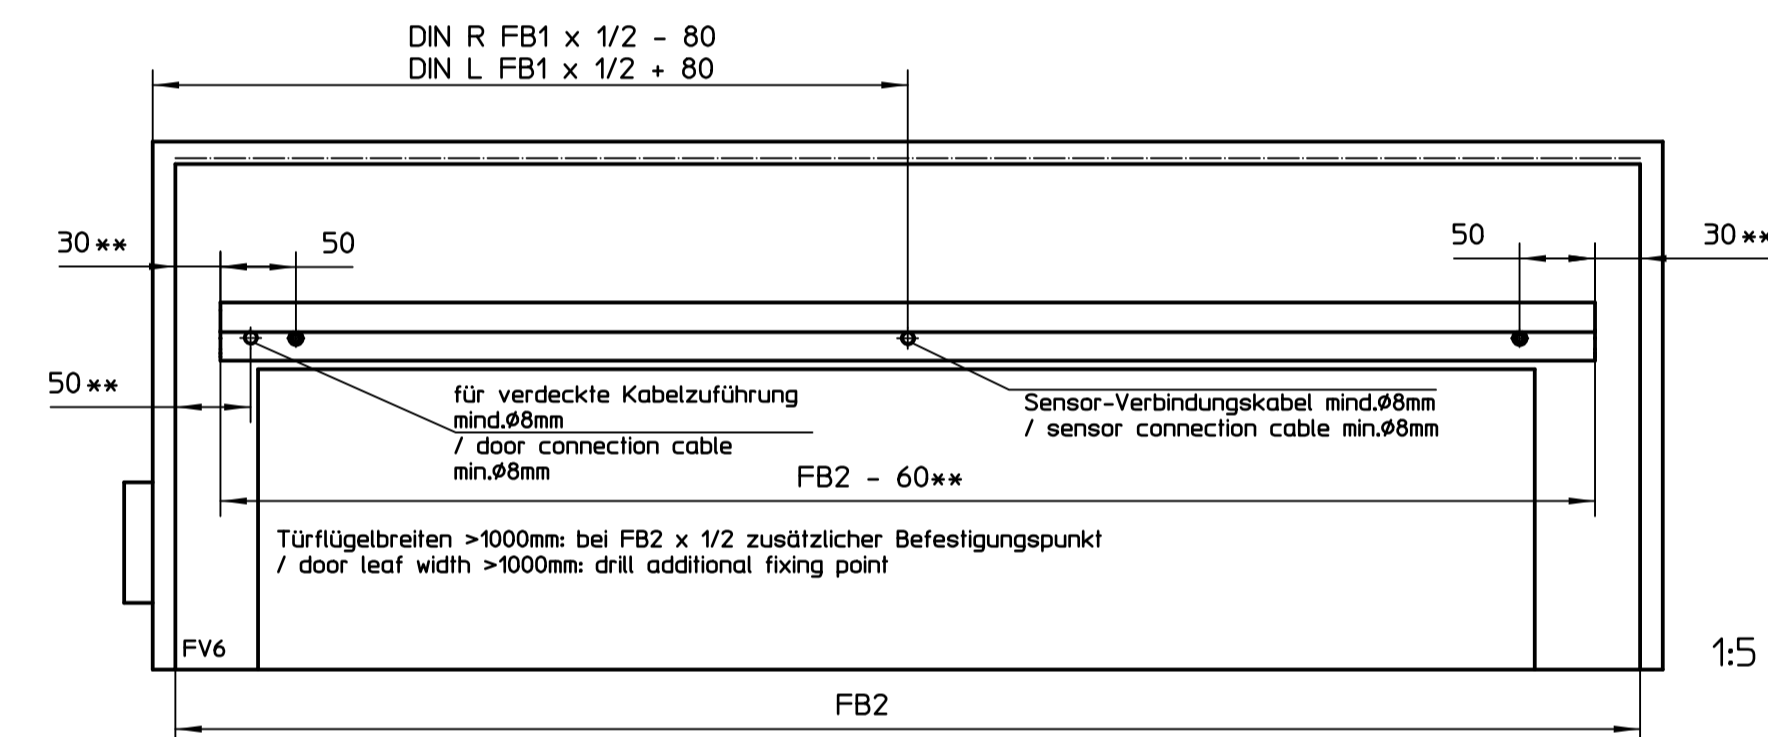 DIN R FB1 x 1/2 - 80
DIN L FB1 x 1/2 + 80
30**
50
50
30**
50**
für verdeckte Kabelzuführung
mind.Ø8mm
/ door connection cable
min.Ø8mm
Sensor-Verbindungskabel mind.Ø8mm
/ sensor connection cable min.Ø8mm
FB2 - 60**
Türflügelbreiten >1000mm: bei FB2 x 1/2 zusätzlicher Befestigungspunkt
/ door leaf width >1000mm: drill additional fixing point
FV6
1:5
FB2